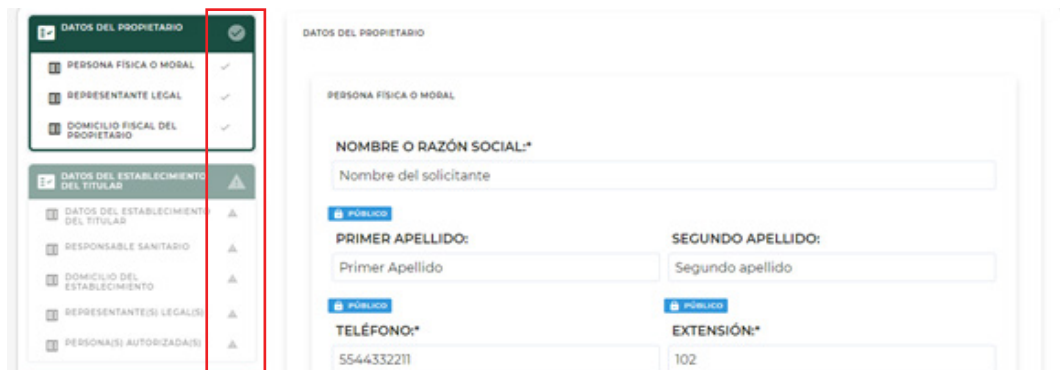 DATOS DEL PROPIETARIO
PERSONA FÍSICA O MORAL
REPRESENTANTE LEGAL
DOMICILIO FISCAL DEL
PROPIETARIO
DATOS DEL ESTABLECIMIENTO
DEL TITULAR
DATOS DEL ESTABLECIMIENTO
DEL TITULAR
RESPONSABLE SANITARIO
DOMICILIO DEL
ESTABLECIMIENTO
REPRESENTANTE(S) LEGAL(S)
PERSONA(S) AUTORIZADA(S)
DATOS DEL PROPIETARIO
PERSONA FÍSICA O MORAL
NOMBRE O RAZÓN SOCIAL:*
Nombre del solicitante
PÚBLICO
PRIMER APELLIDO: SEGUNDO APELLIDO:
Primer Apellido Segundo apellido
PÚBLICO PÚBLICO
TELÉFONO:* EXTENSIÓN:*
5544332211 102